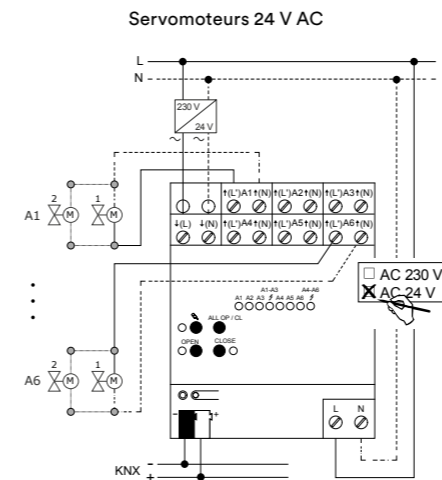 Servomoteurs 24 V AC
L
N
230 V
24 V
↑(L')A1↑(N) ↑(L')A2↑(N) ↑(L')A3↑(N)
↓(L) ↓(N) ↑(L')A4↑(N) ↑(L')A5↑(N) ↑(L')A6↑(N)
2 1
M M
A1
AC 230 V
AC 24 V
A1-A3 A4-A6
A1 A2 A3 A4 A5 A6
ALL OP / CL
OPEN CLOSE
2 1
M M
A6
- +
L N
KNX
-
+